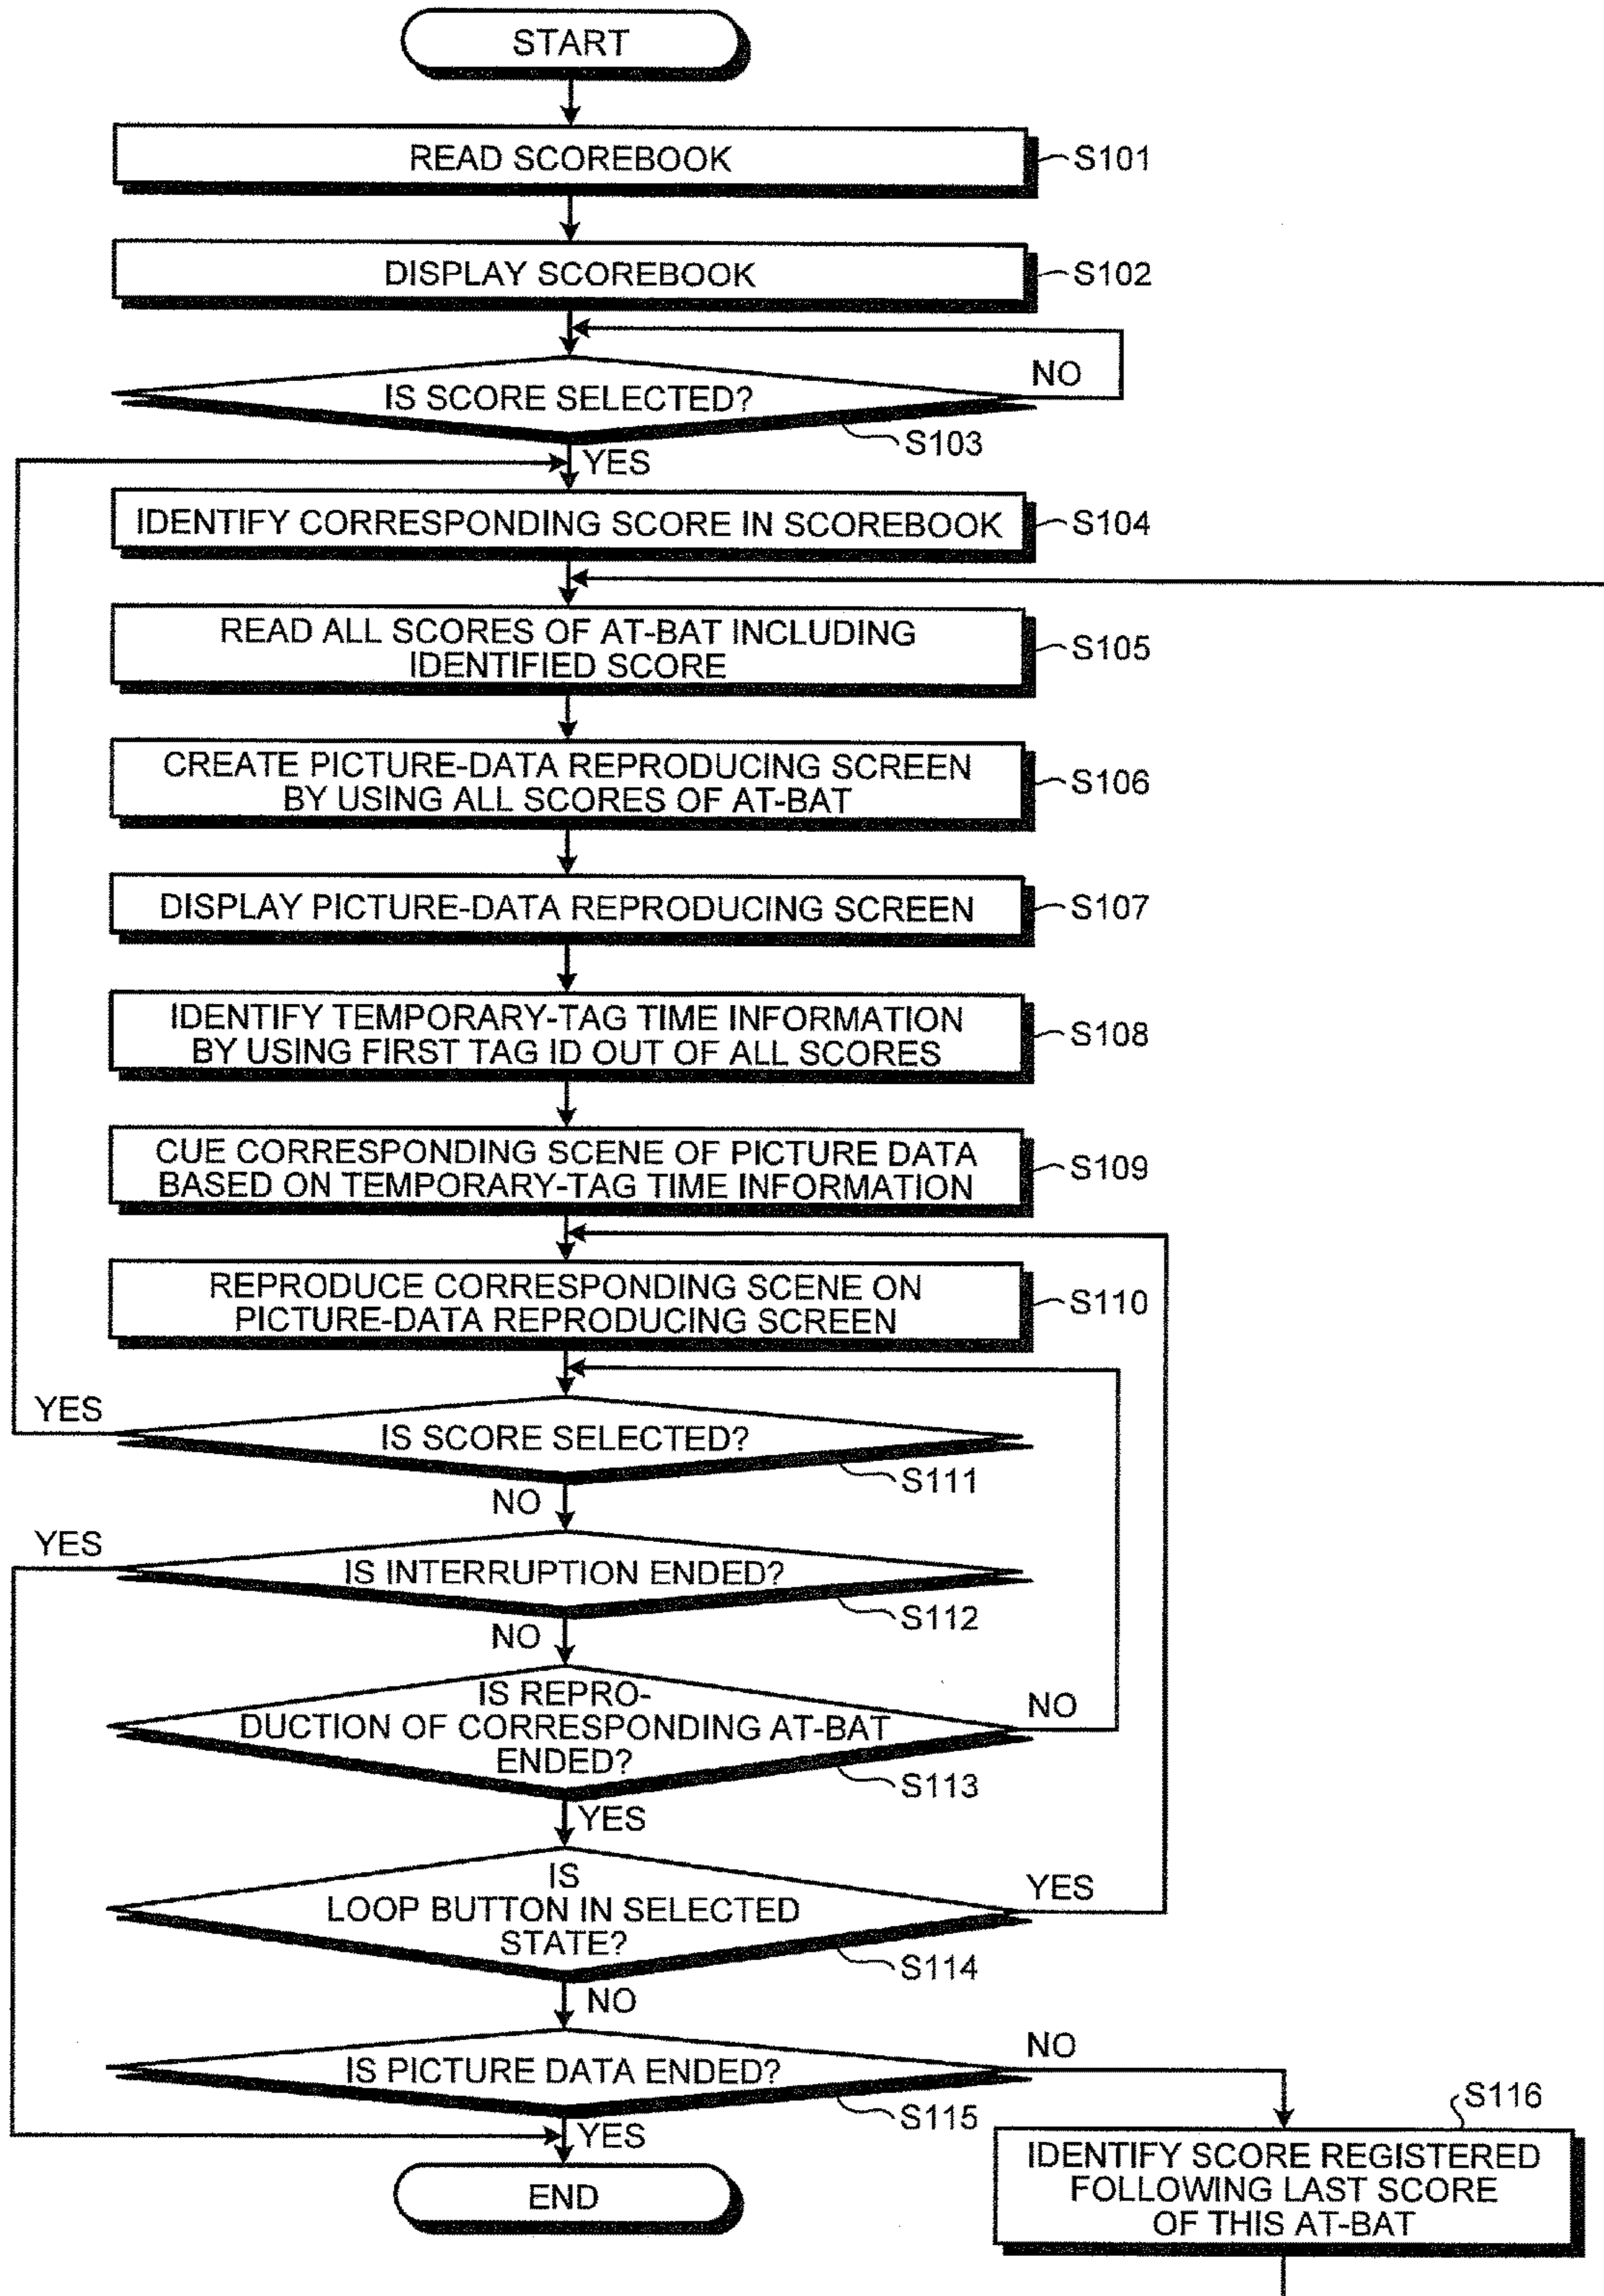 START
READ SCOREBOOK
S101
DISPLAY SCOREBOOK
S102
IS SCORE SELECTED?
NO
S103
YES
IDENTIFY CORRESPONDING SCORE IN SCOREBOOK
S104
READ ALL SCORES OF AT-BAT INCLUDING
IDENTIFIED SCORE
S105
CREATE PICTURE-DATA REPRODUCING SCREEN
BY USING ALL SCORES OF AT-BAT
S106
DISPLAY PICTURE-DATA REPRODUCING SCREEN
S107
IDENTIFY TEMPORARY-TAG TIME INFORMATION
BY USING FIRST TAG ID OUT OF ALL SCORES
S108
CUE CORRESPONDING SCENE OF PICTURE DATA
BASED ON TEMPORARY-TAG TIME INFORMATION
S109
REPRODUCE CORRESPONDING SCENE ON
PICTURE-DATA REPRODUCING SCREEN
S110
YES
IS SCORE SELECTED?
S111
NO
YES
IS INTERRUPTION ENDED?
S112
NO
IS REPRO-
DUCTION OF CORRESPONDING AT-BAT
ENDED?
NO
S113
YES
IS
LOOP BUTTON IN SELECTED
STATE?
YES
S114
NO
IS PICTURE DATA ENDED?
NO
S115
YES
S116
IDENTIFY SCORE REGISTERED
FOLLOWING LAST SCORE
OF THIS AT-BAT
END